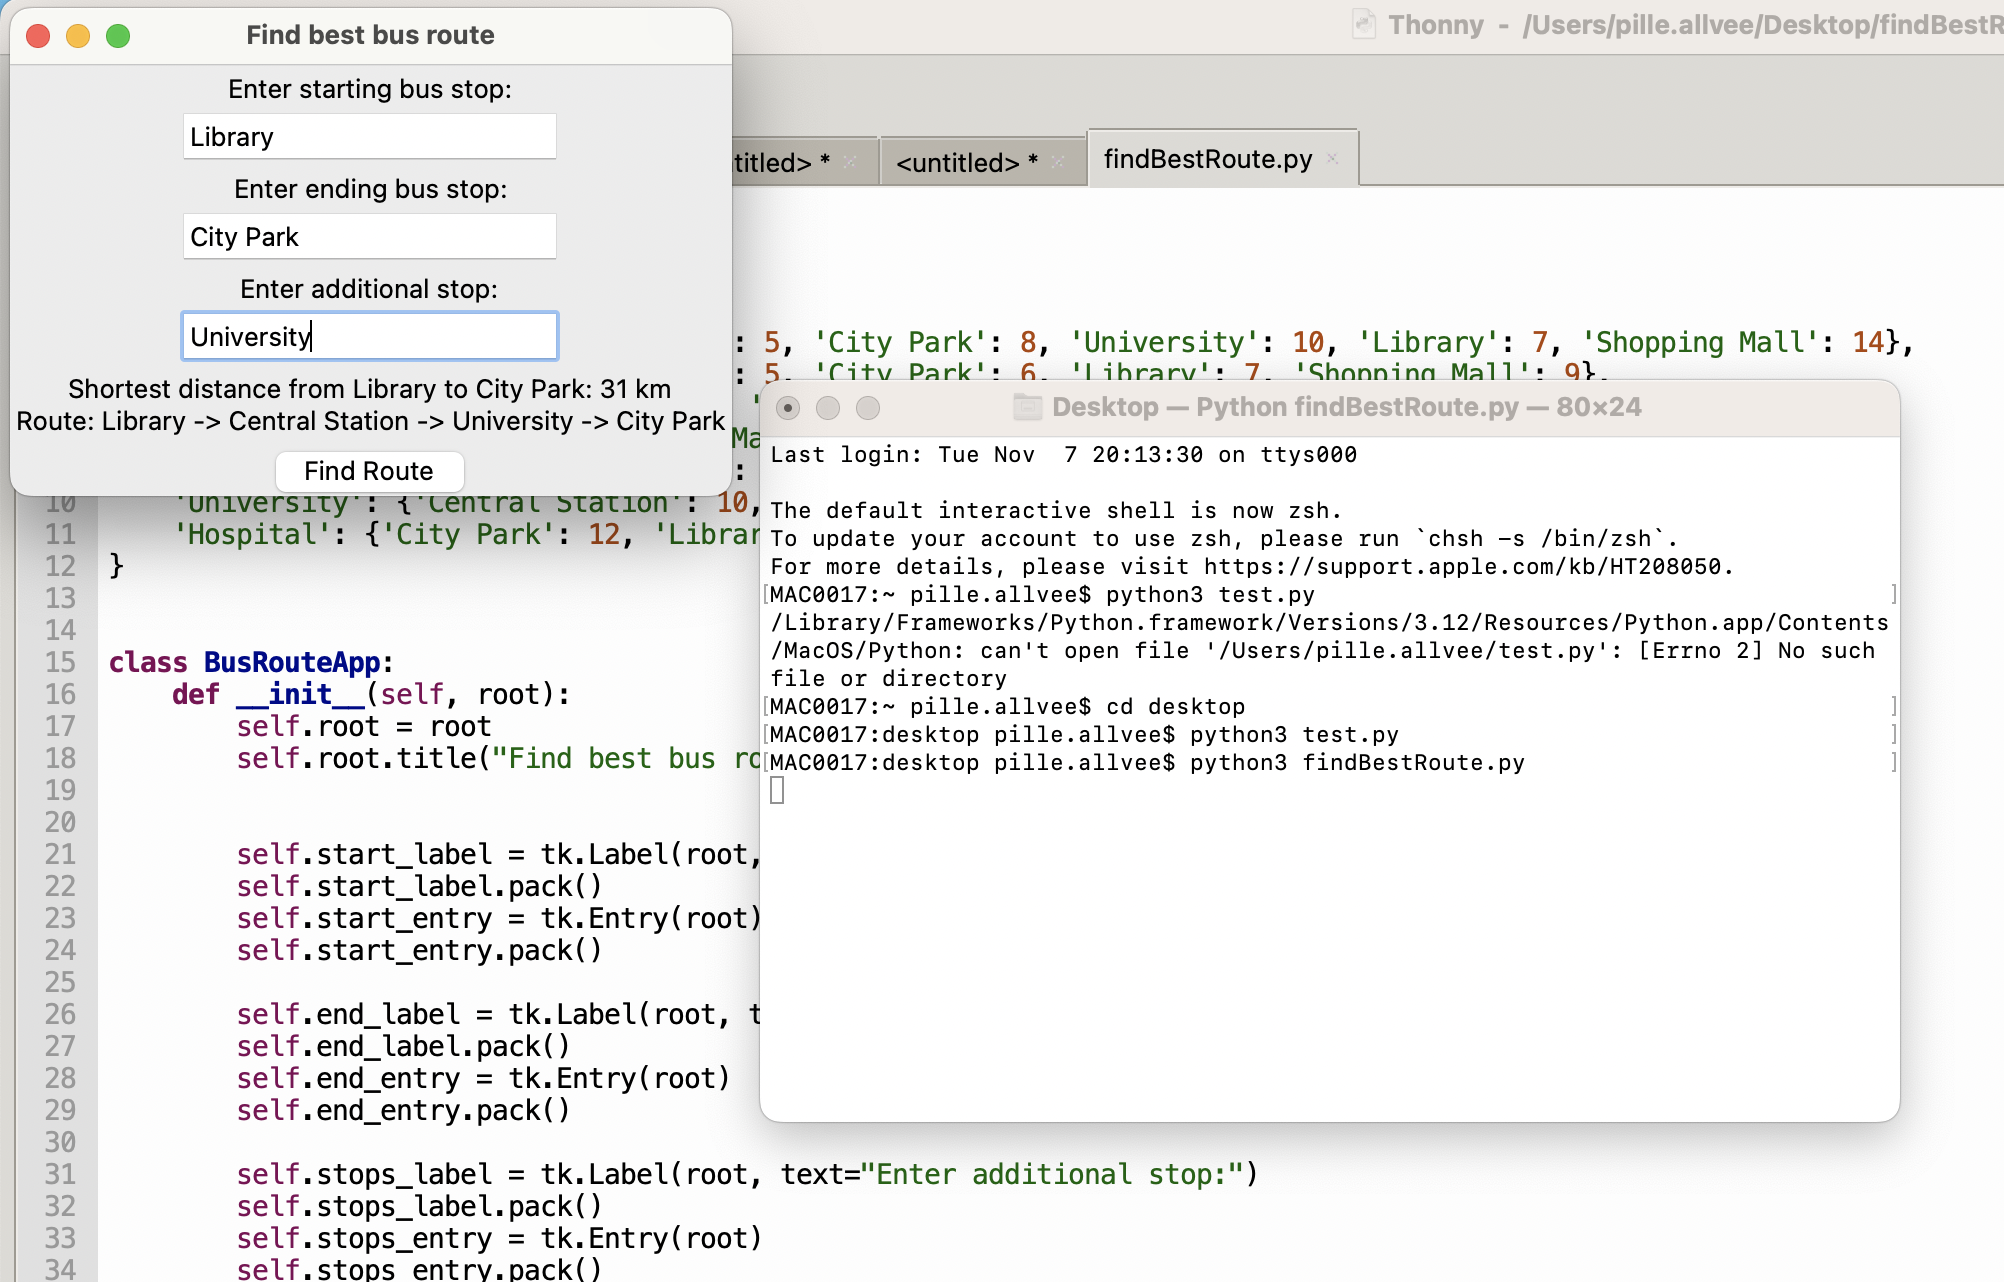 Find best bus route
Enter starting bus stop:
Library
Enter ending bus stop:
City Park
Enter additional stop:
University
Shortest distance from Library to City Park: 31 km
Route: Library -> Central Station -> University -> City Park
Find Route
Thonny - /Users/pille.allvee/Desktop/findBestR
titled> *
<untitled> *
findBestRoute.py
: 5, 'City Park': 8, 'University': 10, 'Library': 7, 'Shopping Mall': 14},
: 5, 'City Park': 6, 'Library': 7, 'Shopping Mall': 9},
Ma
:
10 'University': {'Central Station': 10,
11 'Hospital': {'City Park': 12, 'Librar
12 }
13
14
15 class BusRouteApp:
16 def __init__(self, root):
17 self.root = root
18 self.root.title("Find best bus ro
19
20
21 self.start_label = tk.Label(root,
22 self.start_label.pack()
23 self.start_entry = tk.Entry(root)
24 self.start_entry.pack()
25
26 self.end_label = tk.Label(root, t
27 self.end_label.pack()
28 self.end_entry = tk.Entry(root)
29 self.end_entry.pack()
30
31 self.stops_label = tk.Label(root, text="Enter additional stop:")
32 self.stops_label.pack()
33 self.stops_entry = tk.Entry(root)
34 self.stops_entry.pack()
Desktop — Python findBestRoute.py — 80×24
Last login: Tue Nov  7 20:13:30 on ttys000
The default interactive shell is now zsh.
To update your account to use zsh, please run `chsh -s /bin/zsh`.
For more details, please visit https://support.apple.com/kb/HT208050.
[MAC0017:~ pille.allvee$ python3 test.py ]
/Library/Frameworks/Python.framework/Versions/3.12/Resources/Python.app/Contents
/MacOS/Python: can't open file '/Users/pille.allvee/test.py': [Errno 2] No such
file or directory
[MAC0017:~ pille.allvee$ cd desktop ]
[MAC0017:desktop pille.allvee$ python3 test.py ]
[MAC0017:desktop pille.allvee$ python3 findBestRoute.py ]